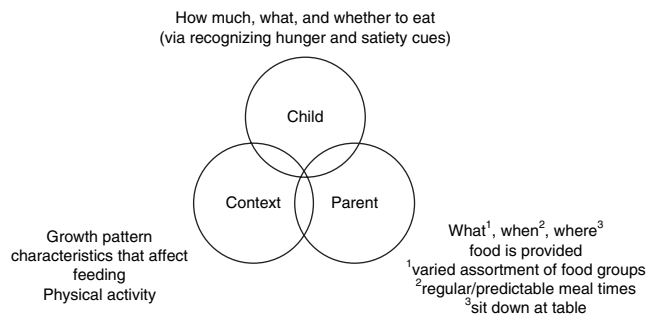 How much, what, and whether to eat
(via recognizing hunger and satiety cues)
Child
Context
Parent
Growth pattern
characteristics that affect
feeding
Physical activity
What¹, when², where³
food is provided
¹varied assortment of food groups
²regular/predictable meal times
³sit down at table